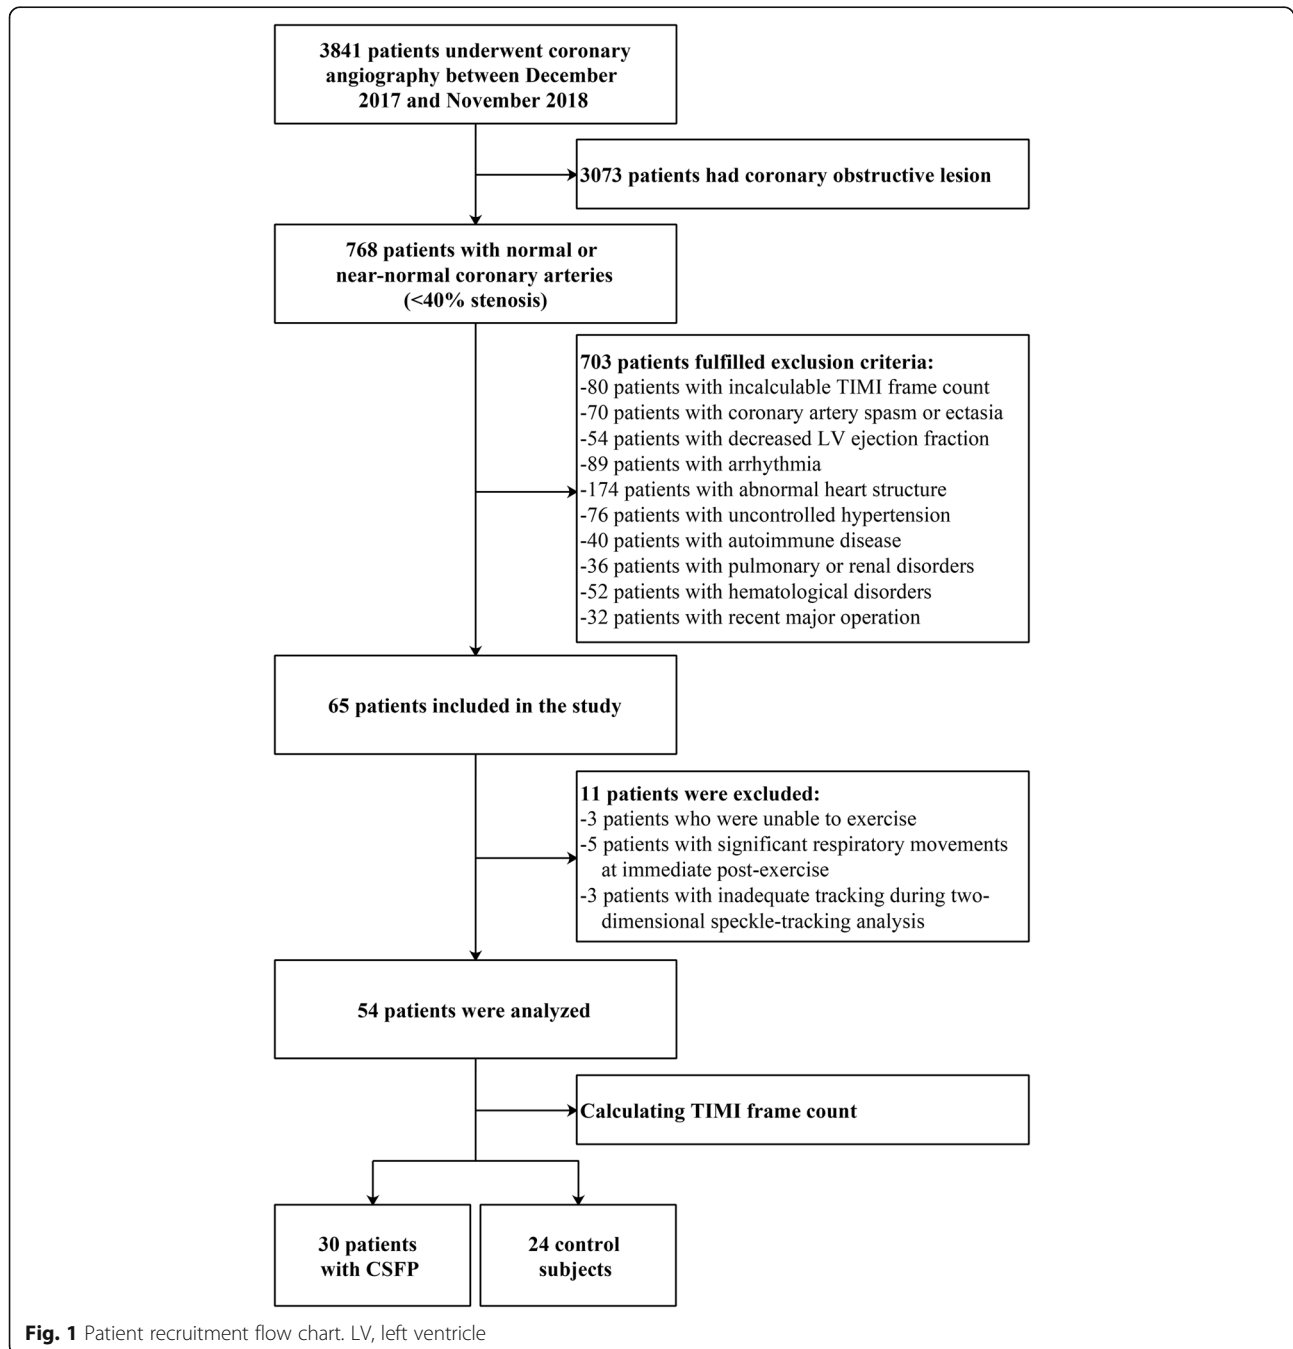 3841 patients underwent coronary
angiography between December
2017 and November 2018
3073 patients had coronary obstructive lesion
768 patients with normal or
near-normal coronary arteries
(<40% stenosis)
703 patients fulfilled exclusion criteria:
-80 patients with incalculable TIMI frame count
-70 patients with coronary artery spasm or ectasia
-54 patients with decreased LV ejection fraction
-89 patients with arrhythmia
-174 patients with abnormal heart structure
-76 patients with uncontrolled hypertension
-40 patients with autoimmune disease
-36 patients with pulmonary or renal disorders
-52 patients with hematological disorders
-32 patients with recent major operation
65 patients included in the study
11 patients were excluded:
-3 patients who were unable to exercise
-5 patients with significant respiratory movements
at immediate post-exercise
-3 patients with inadequate tracking during two-
dimensional speckle-tracking analysis
54 patients were analyzed
Calculating TIMI frame count
30 patients
with CSFP
24 control
subjects
Fig. 1 Patient recruitment flow chart. LV, left ventricle